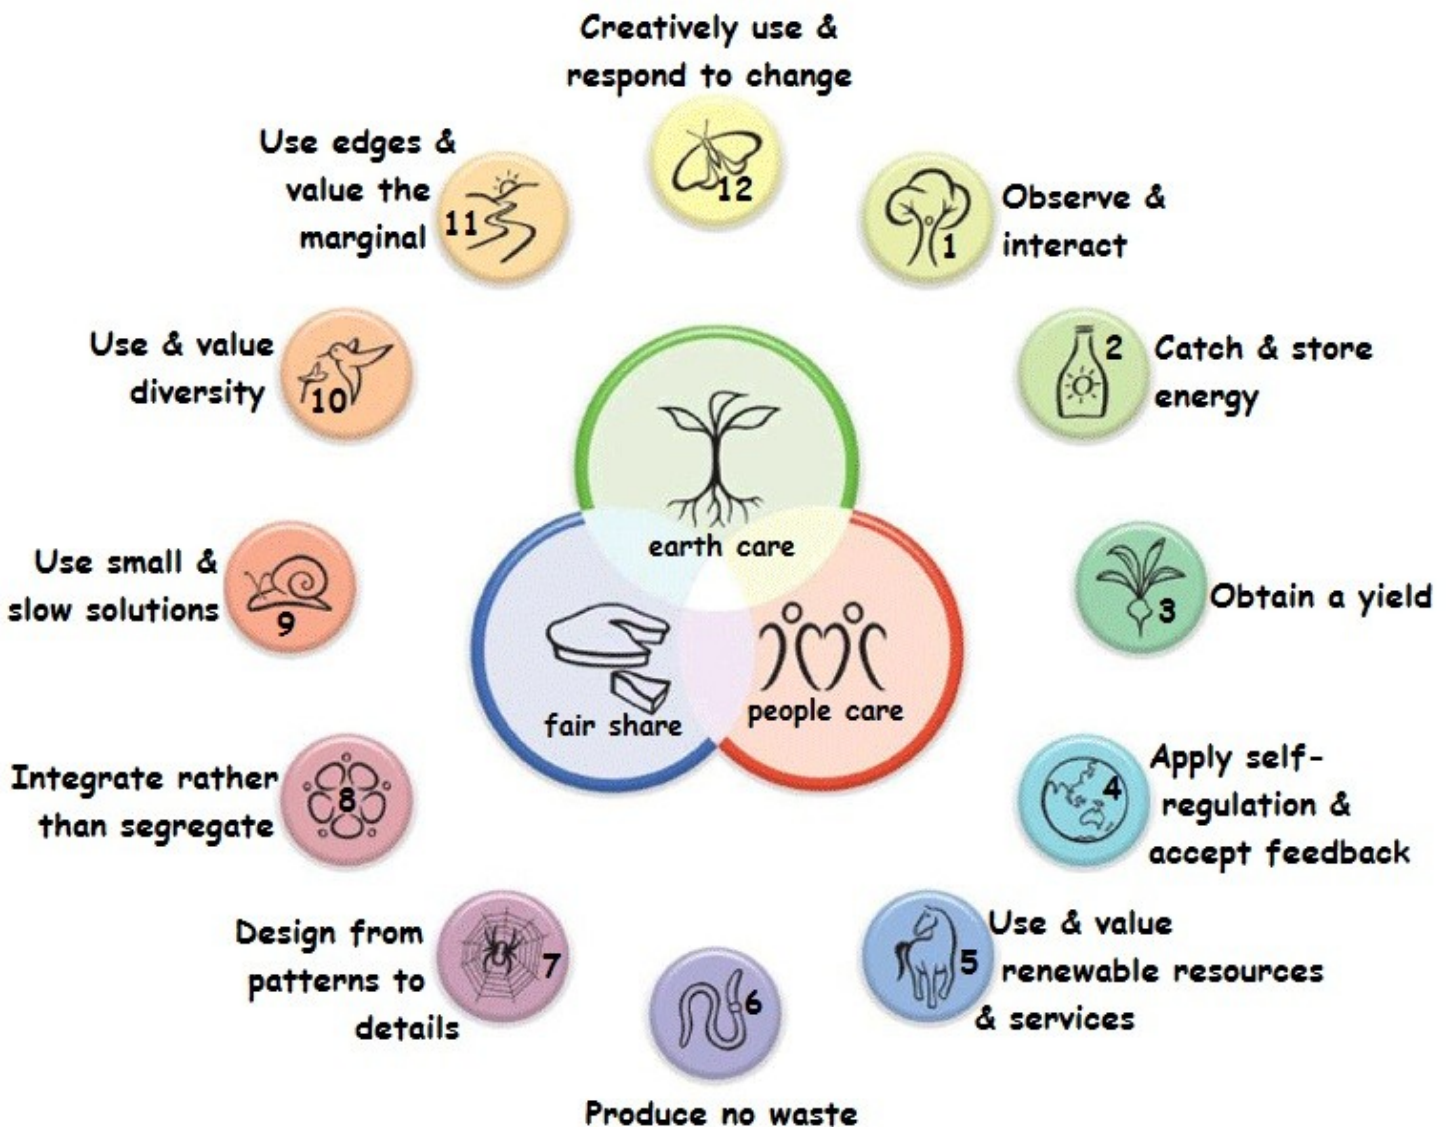 Creatively use &
respond to change
12
Observe &
interact
1
2
Catch & store
energy
3
Obtain a yield
4
Apply self-
regulation &
accept feedback
5
Use & value
renewable resources
& services
6
Produce no waste
7
Design from
patterns to
details
8
Integrate rather
than segregate
9
Use small &
slow solutions
10
Use & value
diversity
11
Use edges &
value the
marginal
earth care
fair share
people care